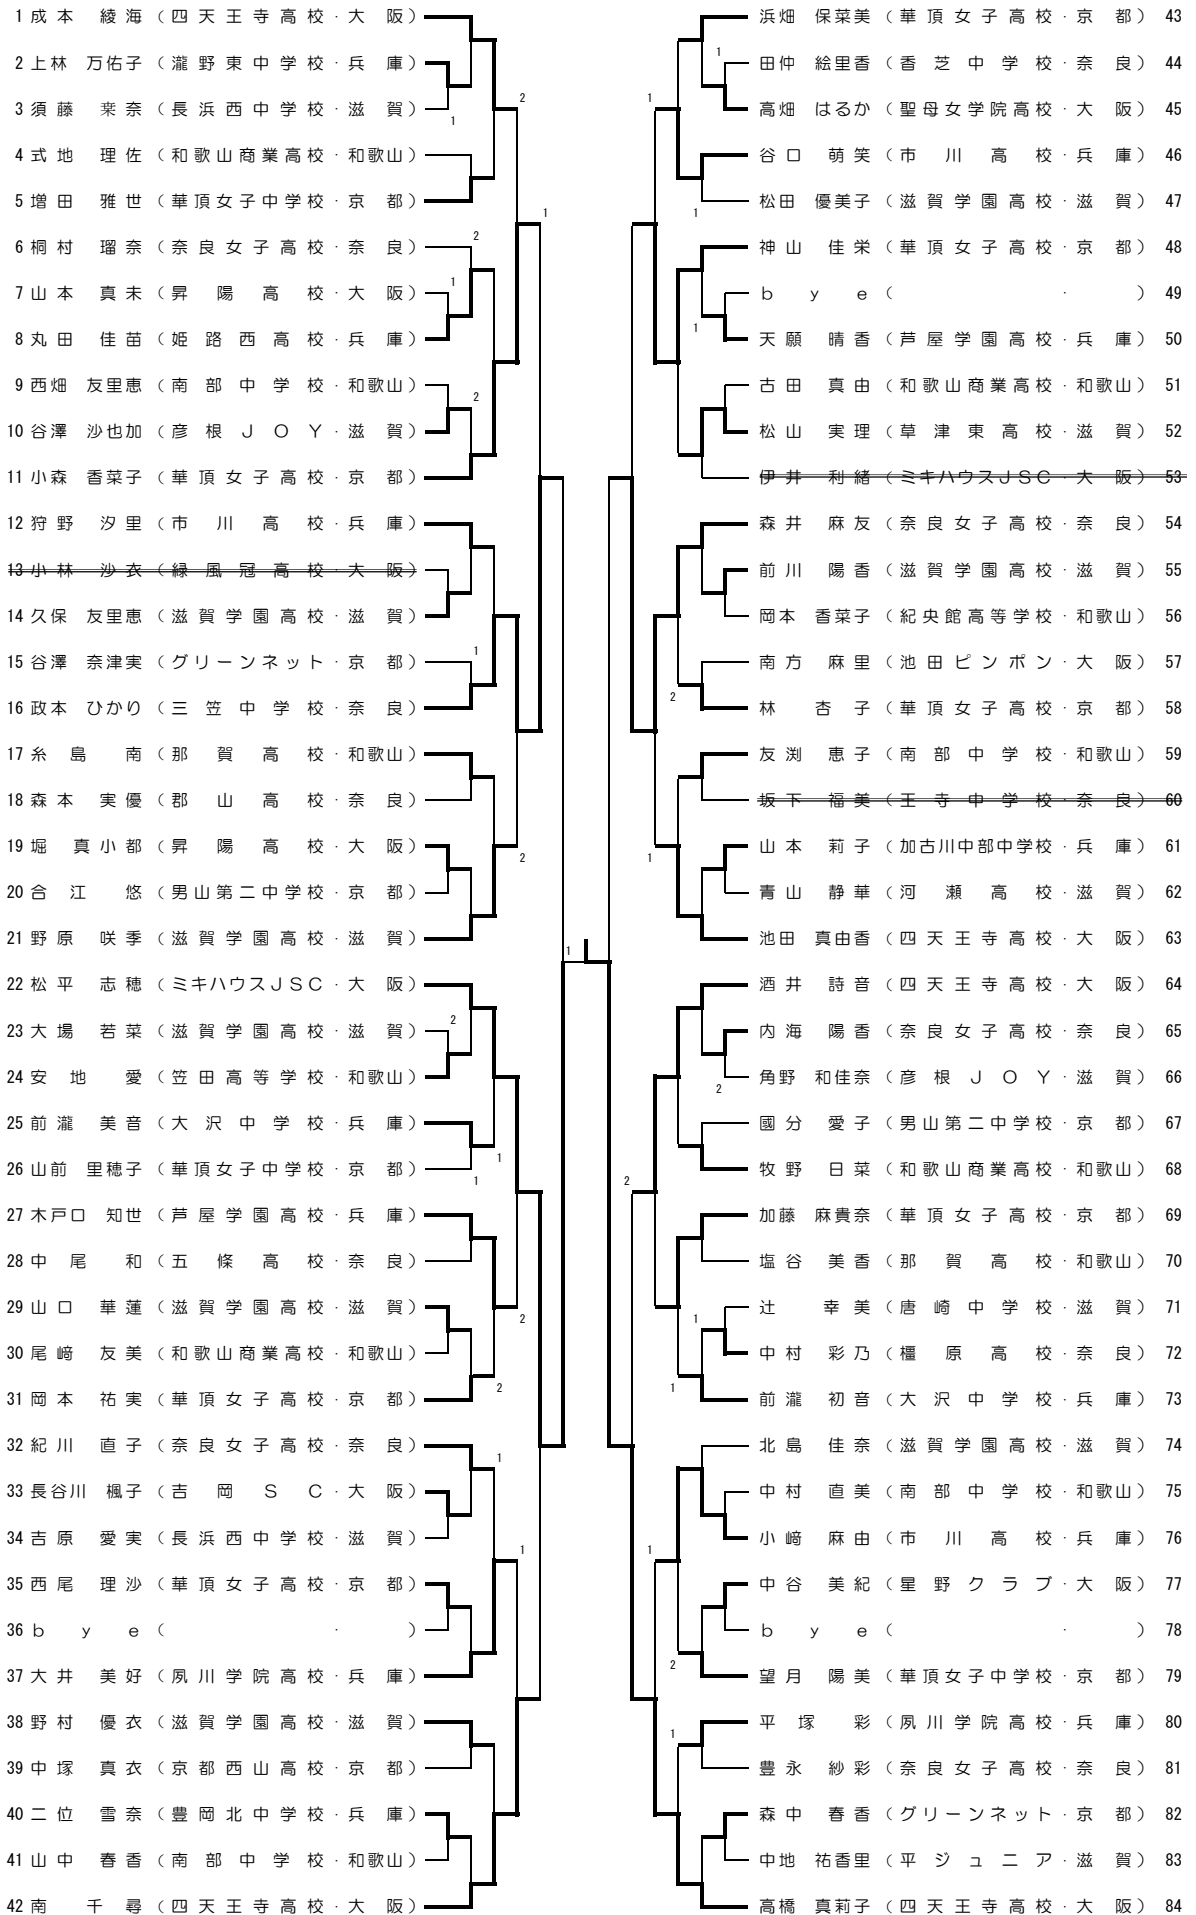 1 成本 綾海 (四天王寺高校・大 阪)
2 上林 万佑子 (瀧野東中学校・兵 庫)
3 須藤 栞奈 (長浜西中学校・滋 賀)
4 式地 理佐 (和歌山商業高校・和歌山)
5 増田 雅世 (華頂女子中学校・京 都)
6 桐村 瑠奈 (奈良女子高校・奈 良)
7 山本 真未 (昇陽高校・大 阪)
8 丸田 佳苗 (姫路西高校・兵 庫)
9 西畑 友里恵 (南部中学校・和歌山)
10 谷澤 沙也加 (彦根JOY・滋 賀)
11 小森 香菜子 (華頂女子高校・京 都)
12 狩野 汐里 (市川高校・兵 庫)
13 小林 沙衣 (緑風冠高校・大 阪)
14 久保 友里恵 (滋賀学園高校・滋 賀)
15 谷澤 奈津実 (グリーンネット・京 都)
16 政本 ひかり (三笠中学校・奈 良)
17 糸島 南 (那賀高校・和歌山)
18 森本 実優 (郡山高校・奈 良)
19 堀 真小都 (昇陽高校・大 阪)
20 合江 悠 (男山第二中学校・京 都)
21 野原 咲季 (滋賀学園高校・滋 賀)
22 松平 志穂 (ミキハウスJSC・大 阪)
23 大場 若菜 (滋賀学園高校・滋 賀)
24 安地 愛 (笠田高等学校・和歌山)
25 前瀧 美音 (大沢中学校・兵 庫)
26 山前 里穂子 (華頂女子中学校・京 都)
27 木戸口 知世 (芦屋学園高校・兵 庫)
28 中尾 和 (五條高校・奈 良)
29 山口 華蓮 (滋賀学園高校・滋 賀)
30 尾﨑 友美 (和歌山商業高校・和歌山)
31 岡本 祐実 (華頂女子高校・京 都)
32 紀川 直子 (奈良女子高校・奈 良)
33 長谷川 楓子 (吉岡SC・大 阪)
34 吉原 愛実 (長浜西中学校・滋 賀)
35 西尾 理沙 (華頂女子高校・京 都)
36 bye ( ・ )
37 大井 美好 (夙川学院高校・兵 庫)
38 野村 優衣 (滋賀学園高校・滋 賀)
39 中塚 真衣 (京都西山高校・京 都)
40 二位 雪奈 (豊岡北中学校・兵 庫)
41 山中 春香 (南部中学校・和歌山)
42 南 千尋 (四天王寺高校・大 阪)
浜畑 保菜美 (華頂女子高校・京 都) 43
田仲 絵里香 (香芝中学校・奈 良) 44
高畑 はるか (聖母女学院高校・大 阪) 45
谷口 萌笑 (市川高校・兵 庫) 46
松田 優美子 (滋賀学園高校・滋 賀) 47
神山 佳栄 (華頂女子高校・京 都) 48
bye ( ・ ) 49
天願 晴香 (芦屋学園高校・兵 庫) 50
古田 真由 (和歌山商業高校・和歌山) 51
松山 実理 (草津東高校・滋 賀) 52
伊井 利緒 (ミキハウスJSC・大 阪) 53
森井 麻友 (奈良女子高校・奈 良) 54
前川 陽香 (滋賀学園高校・滋 賀) 55
岡本 香菜子 (紀央館高等学校・和歌山) 56
南方 麻里 (池田ピンポン・大 阪) 57
林 杏子 (華頂女子高校・京 都) 58
友渕 恵子 (南部中学校・和歌山) 59
坂下 福美 (王寺中学校・奈 良) 60
山本 莉子 (加古川中部中学校・兵 庫) 61
青山 静華 (河瀬高校・滋 賀) 62
池田 真由香 (四天王寺高校・大 阪) 63
酒井 詩音 (四天王寺高校・大 阪) 64
内海 陽香 (奈良女子高校・奈 良) 65
角野 和佳奈 (彦根JOY・滋 賀) 66
國分 愛子 (男山第二中学校・京 都) 67
牧野 日菜 (和歌山商業高校・和歌山) 68
加藤 麻貴奈 (華頂女子高校・京 都) 69
塩谷 美香 (那賀高校・和歌山) 70
辻 幸美 (唐崎中学校・滋 賀) 71
中村 彩乃 (橿原高校・奈 良) 72
前瀧 初音 (大沢中学校・兵 庫) 73
北島 佳奈 (滋賀学園高校・滋 賀) 74
中村 直美 (南部中学校・和歌山) 75
小﨑 麻由 (市川高校・兵 庫) 76
中谷 美紀 (星野クラブ・大 阪) 77
bye ( ・ ) 78
望月 陽美 (華頂女子中学校・京 都) 79
平塚 彩 (夙川学院高校・兵 庫) 80
豊永 紗彩 (奈良女子高校・奈 良) 81
森中 春香 (グリーンネット・京 都) 82
中地 祐香里 (平ジュニア・滋 賀) 83
高橋 真莉子 (四天王寺高校・大 阪) 84